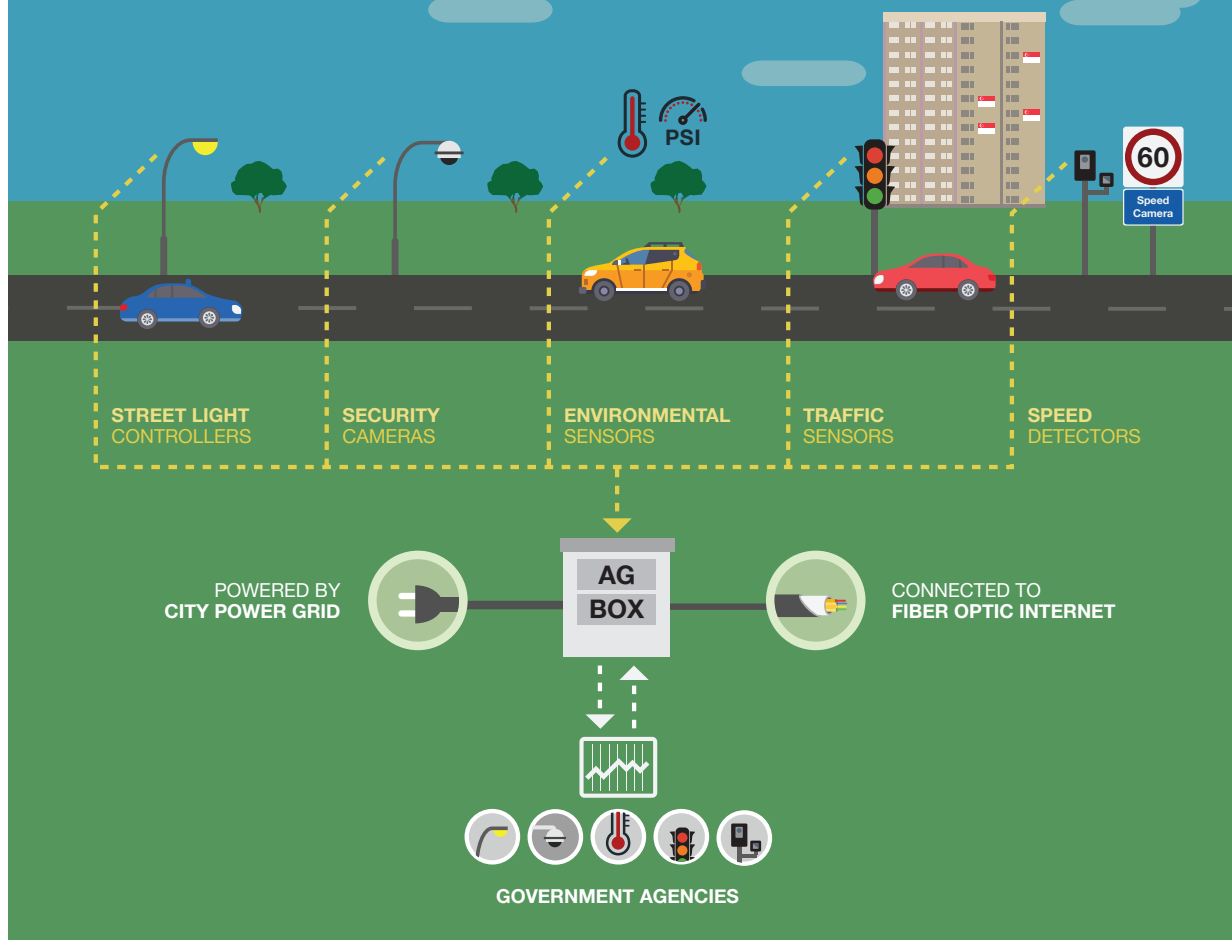 PSI
60
Speed
Camera
STREET LIGHT
CONTROLLERS
SECURITY
CAMERAS
ENVIRONMENTAL
SENSORS
TRAFFIC
SENSORS
SPEED
DETECTORS
POWERED BY
CITY POWER GRID
AG
BOX
CONNECTED TO
FIBER OPTIC INTERNET
GOVERNMENT AGENCIES